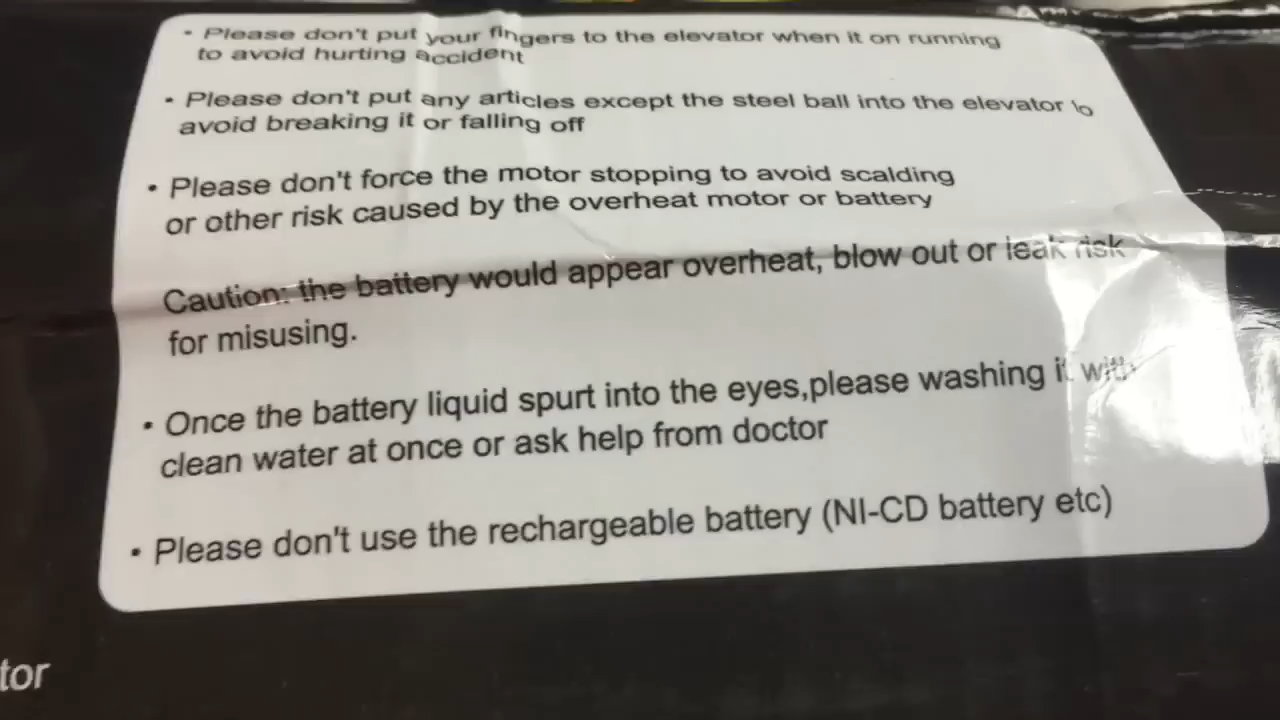 • Please don't put your fingers to the elevator when it on running
to avoid hurting accident
• Please don't put any articles except the steel ball into the elevator to
avoid breaking it or falling off
• Please don't force the motor stopping to avoid scalding
or other risk caused by the overheat motor or battery
Caution: the battery would appear overheat, blow out or leak risk
for misusing.
• Once the battery liquid spurt into the eyes,please washing it with
clean water at once or ask help from doctor
• Please don't use the rechargeable battery (NI-CD battery etc)
tor